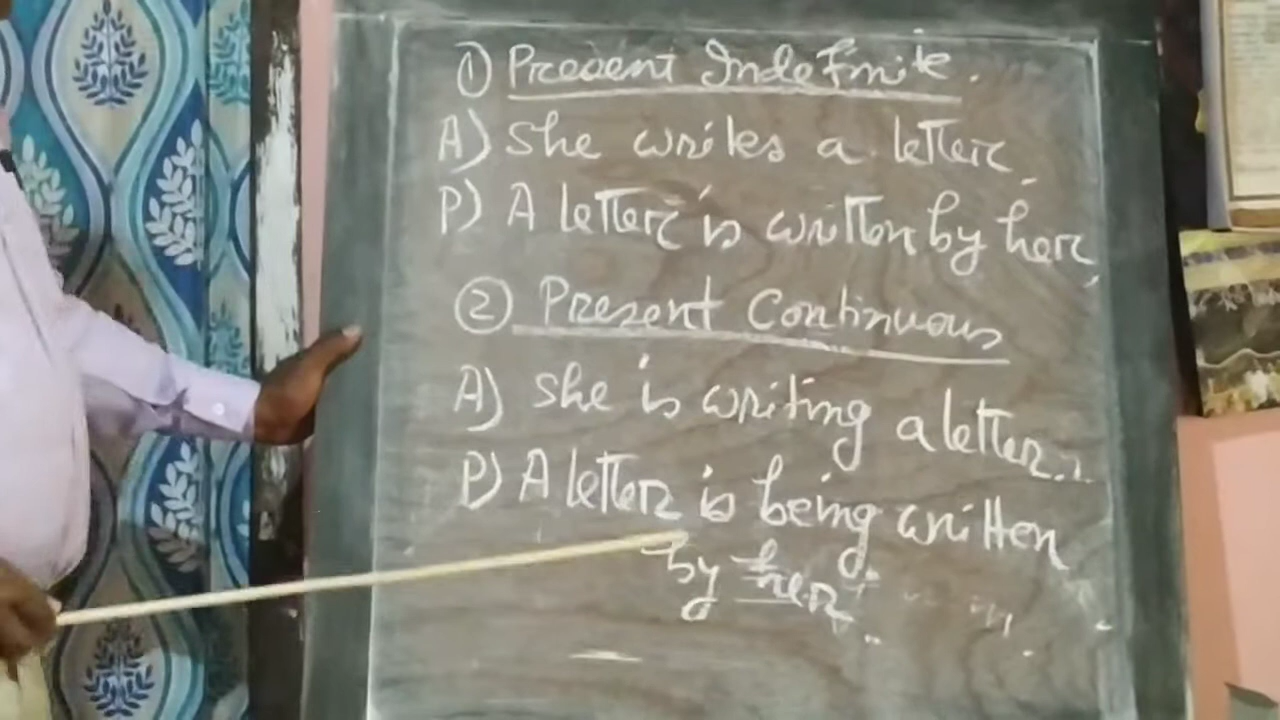 ① Present Indefinite.
A) She writes a letter.
P) A letter is written by her,
② Present Continuous
A) She is writing a letter..
P) A letter is being written
by her.